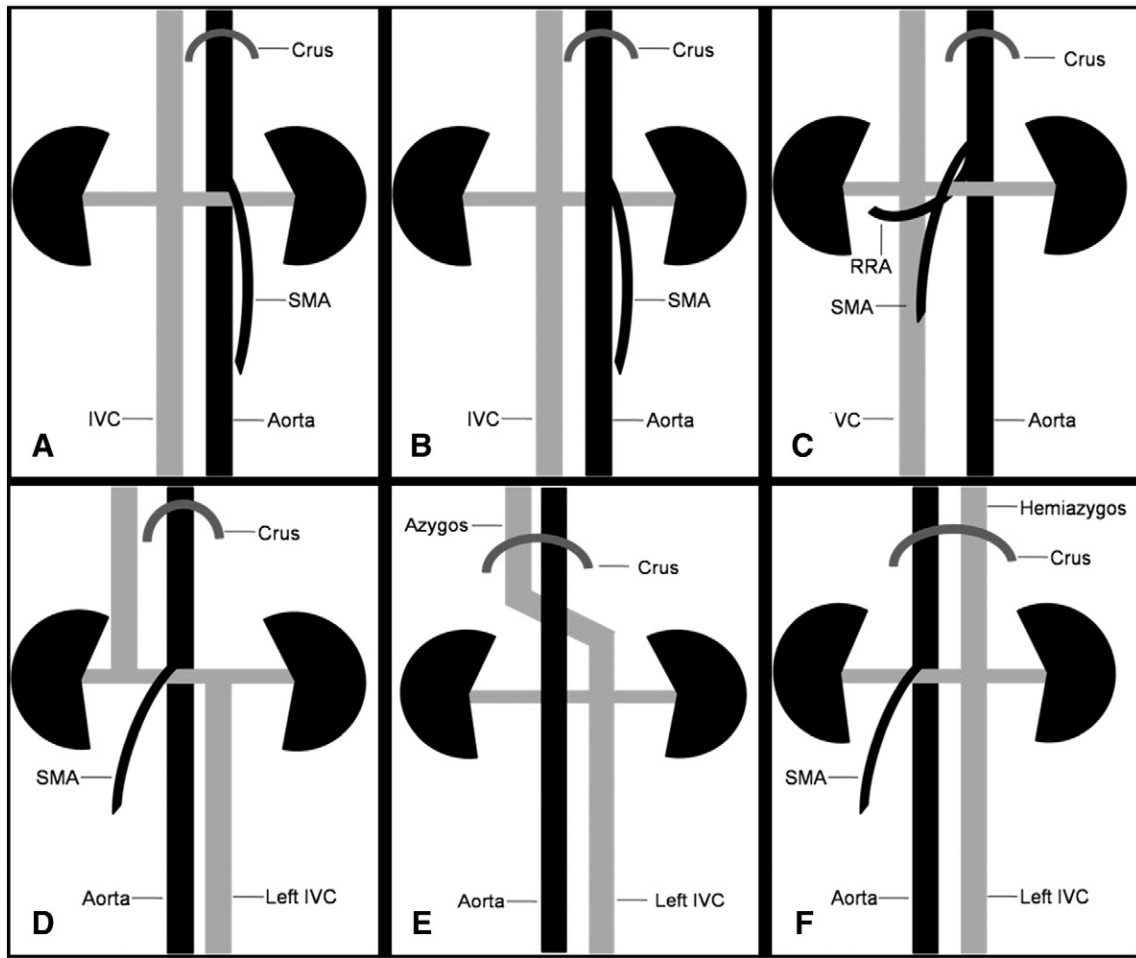 Crus
SMA
IVC
Aorta
A
Crus
SMA
IVC
Aorta
B
Crus
RRA
SMA
VC
Aorta
C
Crus
SMA
Aorta
Left IVC
D
Azygos
Crus
Aorta
Left IVC
E
Hemiazygos
Crus
SMA
Aorta
Left IVC
F